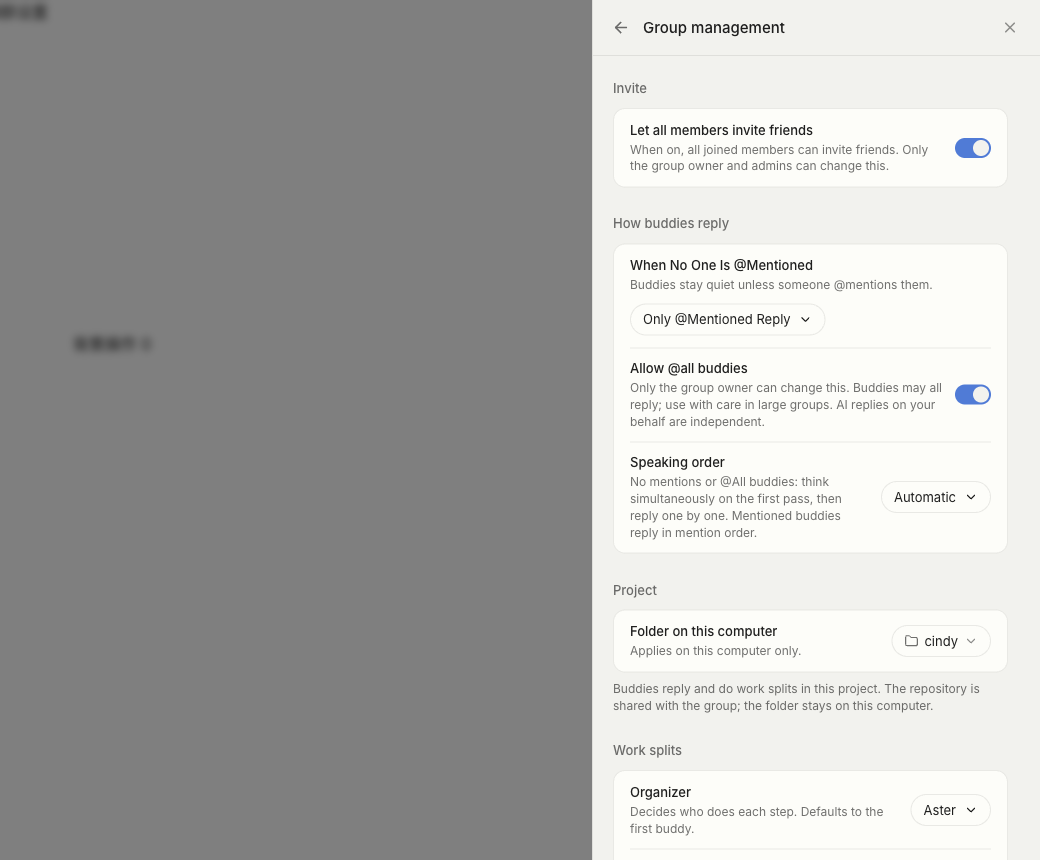 Group management
Invite
Let all members invite friends
When on, all joined members can invite friends. Only
the group owner and admins can change this.
How buddies reply
When No One Is @Mentioned
Buddies stay quiet unless someone @mentions them.
Only @Mentioned Reply
Allow @all buddies
Only the group owner can change this. Buddies may all
reply; use with care in large groups. AI replies on your
behalf are independent.
Speaking order
No mentions or @All buddies: think
simultaneously on the first pass, then
reply one by one. Mentioned buddies
reply in mention order.
Automatic
Project
Folder on this computer
Applies on this computer only.
cindy
Buddies reply and do work splits in this project. The repository is
shared with the group; the folder stays on this computer.
Work splits
Organizer
Decides who does each step. Defaults to the
first buddy.
Aster